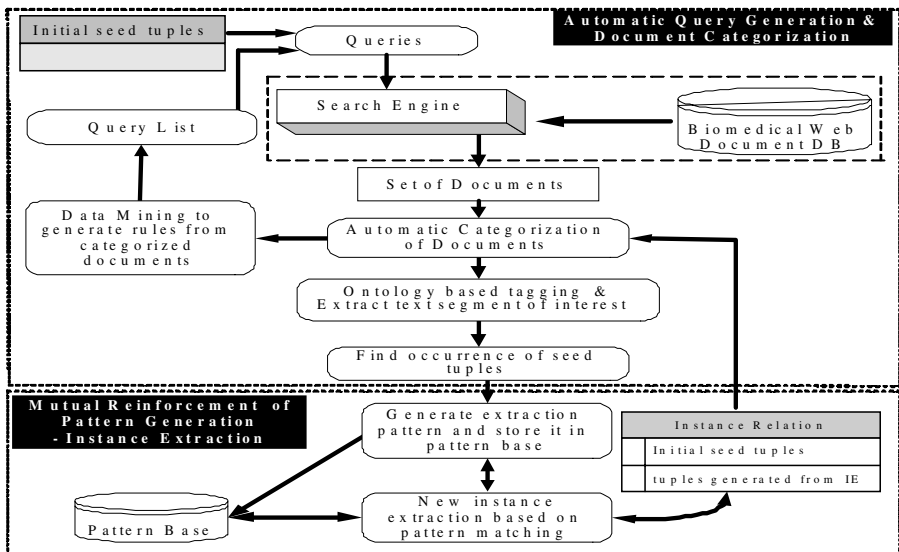 Initial seed tuples
Queries
Automatic Query Generation &
Document Categorization
Search Engine
Query List
Biomedical Web
Document DB
Set of Documents
Data Mining to
generate rules from
categorized
documents
Automatic Categorization
of Documents
Ontology based tagging &
Extract text segment of interest
Find occurrence of seed
tuples
Mutual Reinforcement of
Pattern Generation
- Instance Extraction
Generate extraction
pattern and store it in
pattern base
Instance Relation
Initial seed tuples
tuples generated from IE
Pattern Base
New instance
extraction based on
pattern matching